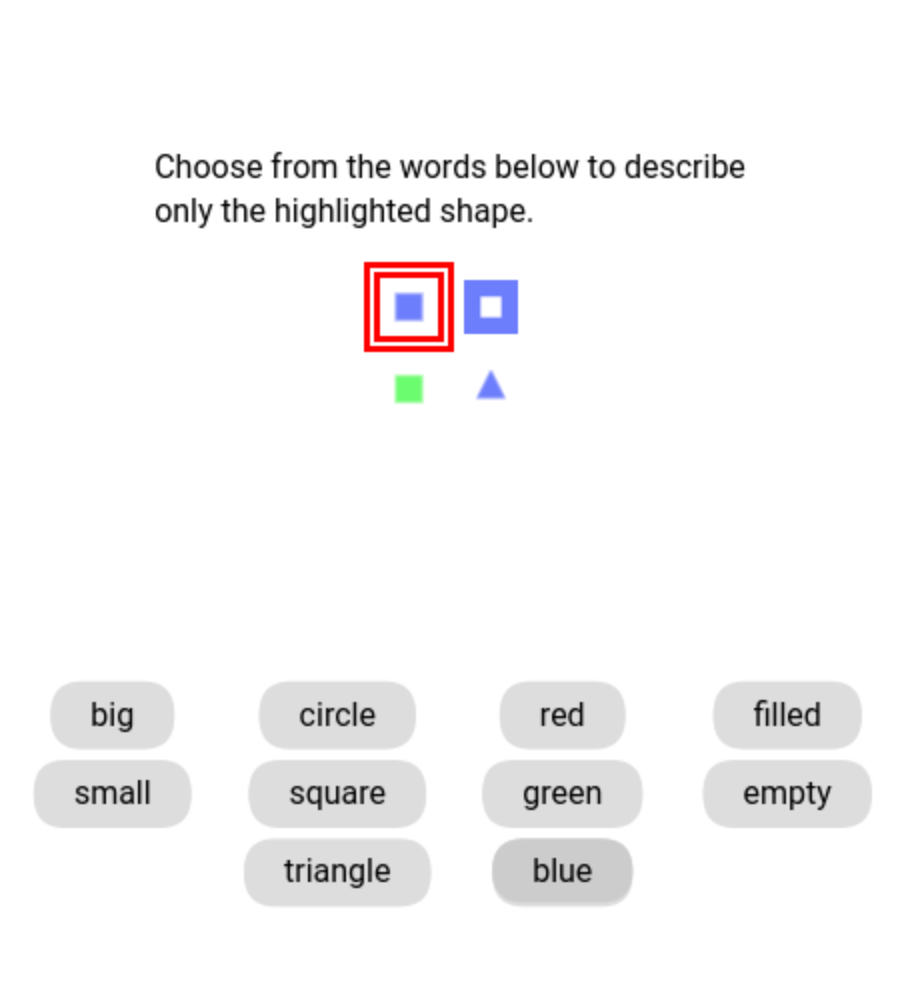 Choose from the words below to describe
only the highlighted shape.
big
circle
red
filled
small
square
green
empty
triangle
blue